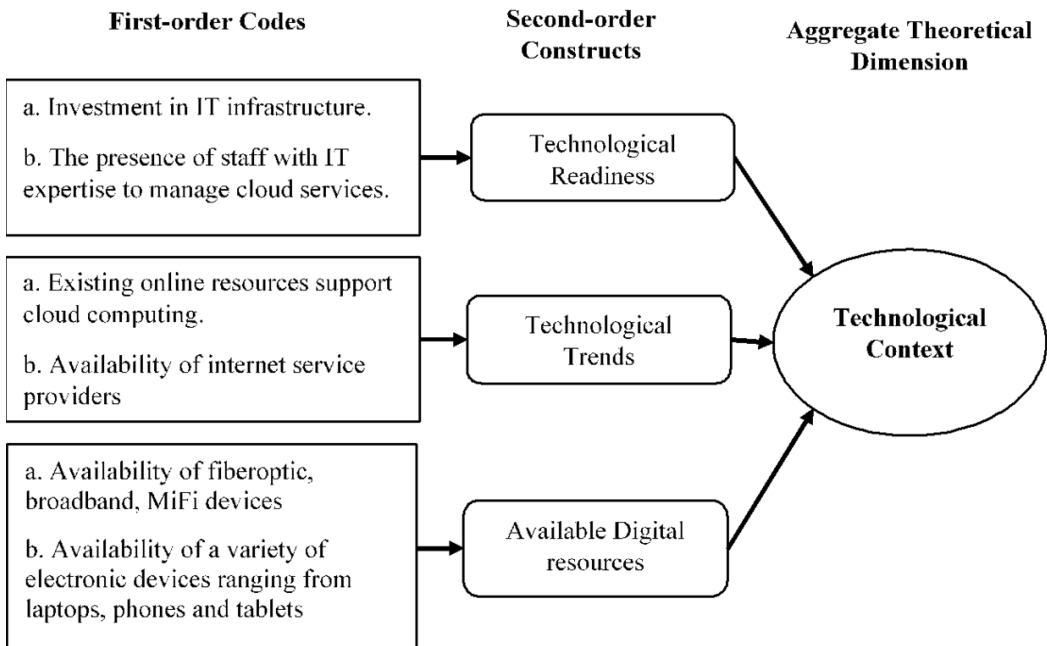 First-order Codes
Second-order
Constructs
Aggregate Theoretical
Dimension
a. Investment in IT infrastructure.
b. The presence of staff with IT
expertise to manage cloud services.
Technological
Readiness
a. Existing online resources support
cloud computing.
b. Availability of internet service
providers
Technological
Trends
Technological
Context
a. Availability of fiberoptic,
broadband, MiFi devices
b. Availability of a variety of
electronic devices ranging from
laptops, phones and tablets
Available Digital
resources